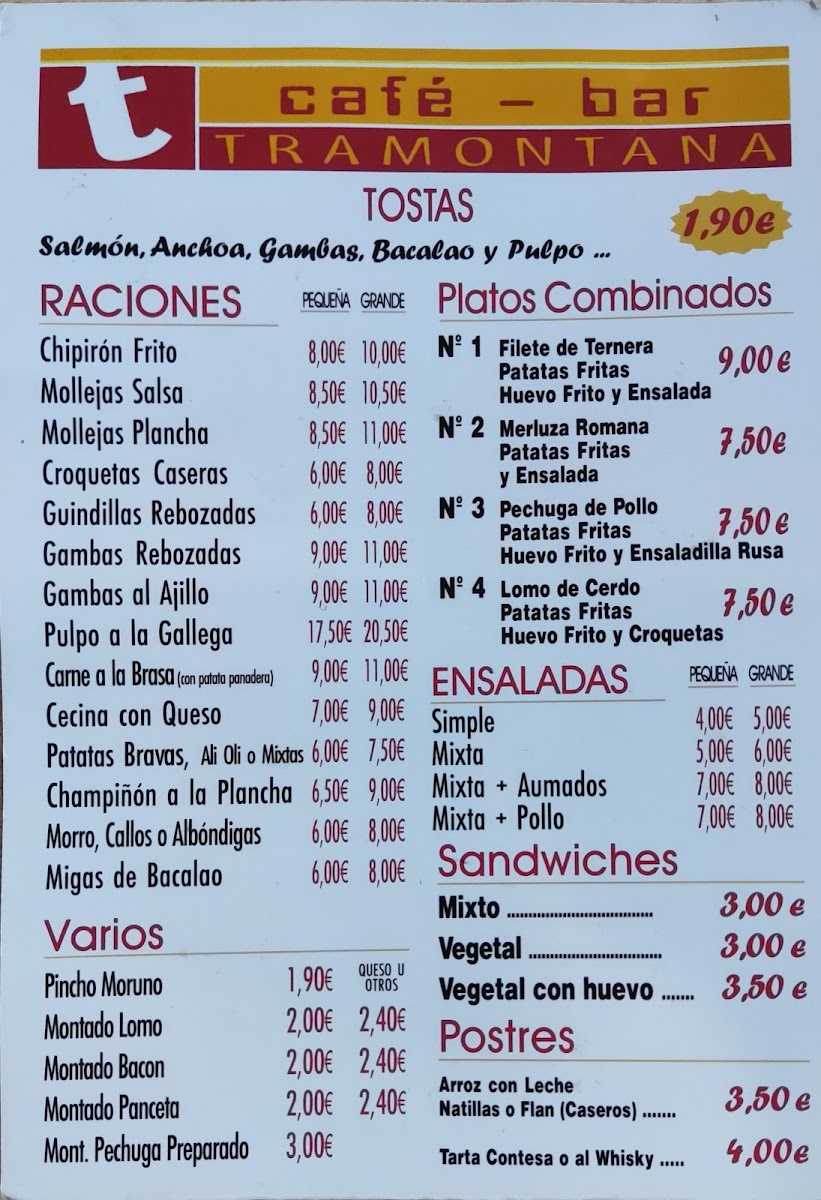 t
café - bar
TRAMONTANA
TOSTAS
1,90€
Salmón, Anchoa, Gambas, Bacalao y Pulpo ...
RACIONES PEQUEÑA GRANDE
Chipirón Frito 8,00€ 10,00€
Mollejas Salsa 8,50€ 10,50€
Mollejas Plancha 8,50€ 11,00€
Croquetas Caseras 6,00€ 8,00€
Guindillas Rebozadas 6,00€ 8,00€
Gambas Rebozadas 9,00€ 11,00€
Gambas al Ajillo 9,00€ 11,00€
Pulpo a la Gallega 17,50€ 20,50€
Carne a la Brasa (con patata panadera) 9,00€ 11,00€
Cecina con Queso 7,00€ 9,00€
Patatas Bravas, Ali Oli o Mixtas 6,00€ 7,50€
Champiñón a la Plancha 6,50€ 9,00€
Morro, Callos o Albóndigas 6,00€ 8,00€
Migas de Bacalao 6,00€ 8,00€
Varios
QUESO U
OTROS
Pincho Moruno 1,90€
Montado Lomo 2,00€ 2,40€
Montado Bacon 2,00€ 2,40€
Montado Panceta 2,00€ 2,40€
Mont. Pechuga Preparado 3,00€
Platos Combinados
Nº 1 Filete de Ternera
Patatas Fritas 9,00€
Huevo Frito y Ensalada
Nº 2 Merluza Romana
Patatas Fritas 7,50€
y Ensalada
Nº 3 Pechuga de Pollo
Patatas Fritas 7,50€
Huevo Frito y Ensaladilla Rusa
Nº 4 Lomo de Cerdo
Patatas Fritas 7,50€
Huevo Frito y Croquetas
ENSALADAS PEQUEÑA GRANDE
Simple 4,00€ 5,00€
Mixta 5,00€ 6,00€
Mixta + Aumados 7,00€ 8,00€
Mixta + Pollo 7,00€ 8,00€
Sandwiches
Mixto .................................. 3,00 €
Vegetal ............................... 3,00 €
Vegetal con huevo ....... 3,50 €
Postres
Arroz con Leche
Natillas o Flan (Caseros) ....... 3,50 €
Tarta Contesa o al Whisky ..... 4,00€